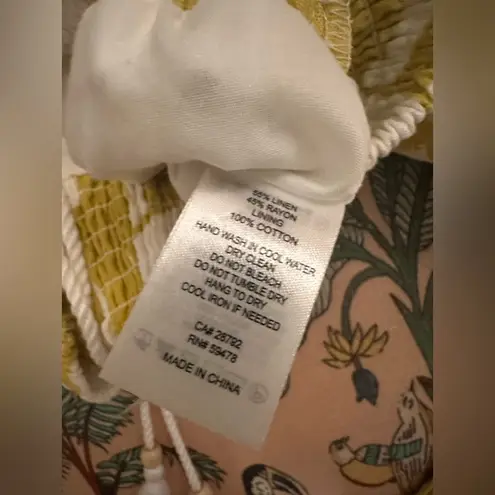 55% LINEN
45% RAYON
LINING
100% COTTON
HAND WASH IN COOL WATER
DRY CLEAN
DO NOT BLEACH
DO NOT TUMBLE DRY
HANG TO DRY
COOL IRON IF NEEDED
CA# 28792
RN# 59478
MADE IN CHINA